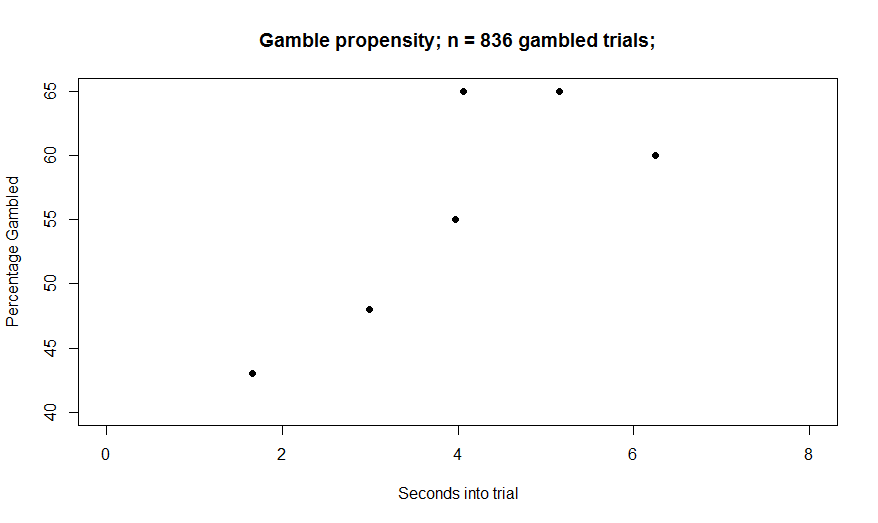 Gamble propensity; n = 836 gambled trials;
Percentage Gambled
65
60
55
50
45
40
0 2 4 6 8
Seconds into trial